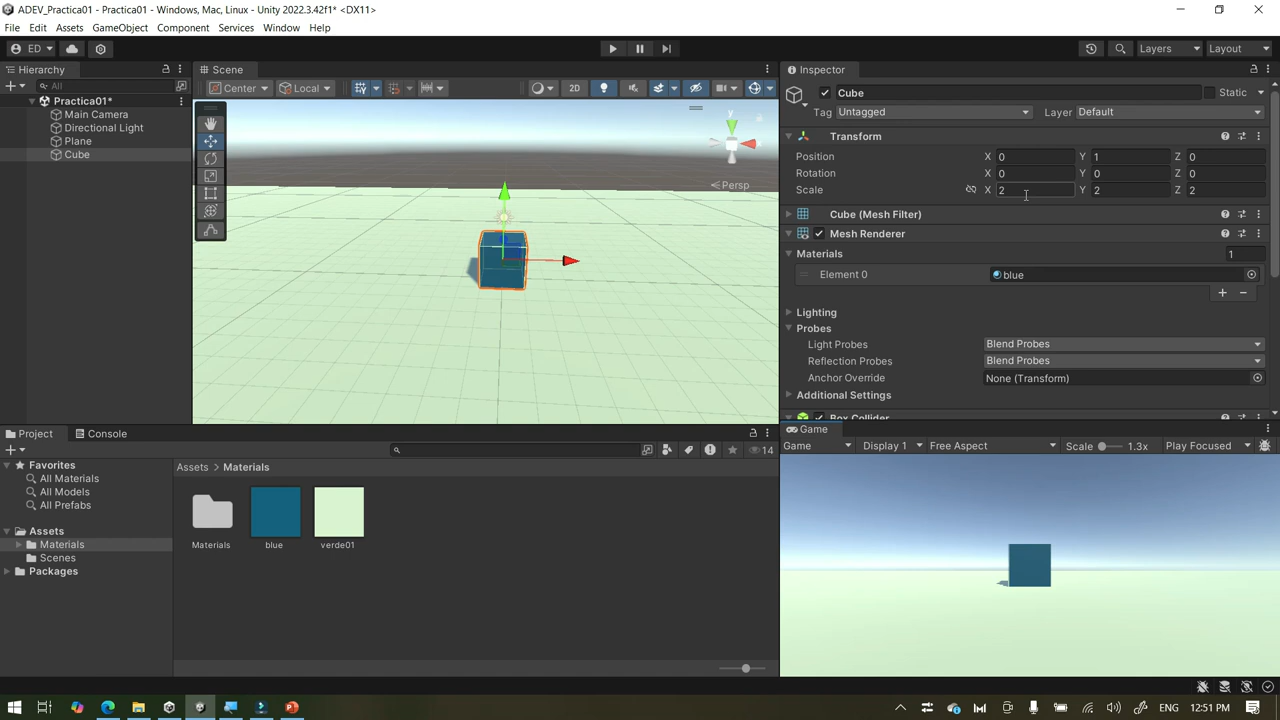 ADEV_Practica01 - Practica01 - Windows, Mac, Linux - Unity 2022.3.42f1* <DX11>
File Edit Assets GameObject Component Services Window Help
ED Layers Layout
Hierarchy
All
Practica01*
Main Camera
Directional Light
Plane
Cube
Scene
Center Local 2D
y
x
Persp
Inspector
Cube Static
Tag Untagged Layer Default
Transform
Position X 0 Y 1 Z 0
Rotation X 0 Y 0 Z 0
Scale X 2 Y 2 Z 2
Cube (Mesh Filter)
Mesh Renderer
Materials 1
Element 0 blue
Lighting
Probes
Light Probes Blend Probes
Reflection Probes Blend Probes
Anchor Override None (Transform)
Additional Settings
Box Collider
Project Console
14
Favorites
All Materials
All Models
All Prefabs
Assets
Materials
Scenes
Packages
Assets > Materials
Materials blue verde01
Game
Game Display 1 Free Aspect Scale 1.3x Play Focused
12:51 PM